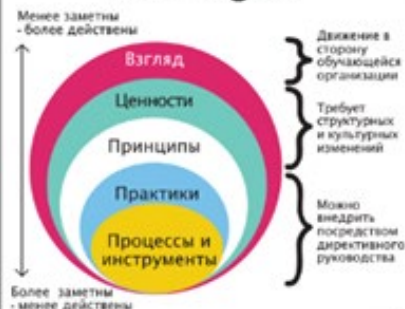 Менее заметны
- более действены
Взгляд
Ценности
Принципы
Практики
Процессы и
инструменты
Более заметны
- менее действены
Движение в
сторону
обучающейся
организации
Требует
структурных
и культурных
изменений
Можно
внедрить
посредством
директивного
руководства